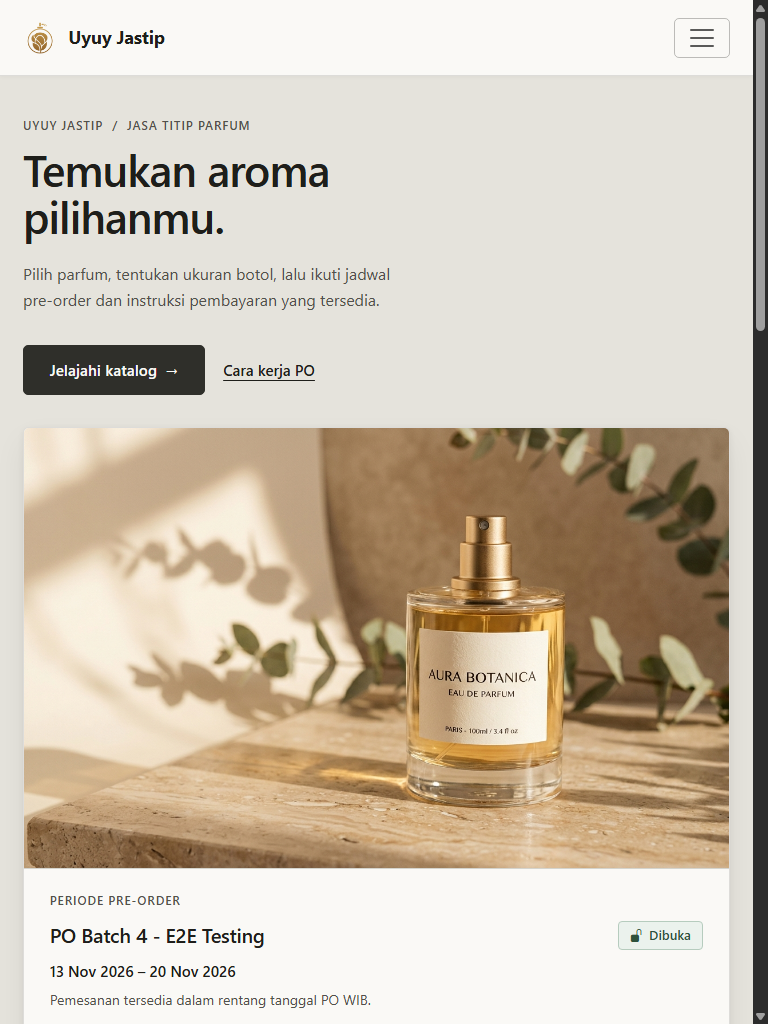 Uyuy Jastip
UYUY JASTIP / JASA TITIP PARFUM
Temukan aroma
pilihanmu.
Pilih parfum, tentukan ukuran botol, lalu ikuti jadwal
pre-order dan instruksi pembayaran yang tersedia.
Jelajahi katalog →
Cara kerja PO
AURA BOTANICA
EAU DE PARFUM
PARIS - 100ml / 3.4 fl oz
PERIODE PRE-ORDER
PO Batch 4 - E2E Testing
Dibuka
13 Nov 2026 – 20 Nov 2026
Pemesanan tersedia dalam rentang tanggal PO WIB.